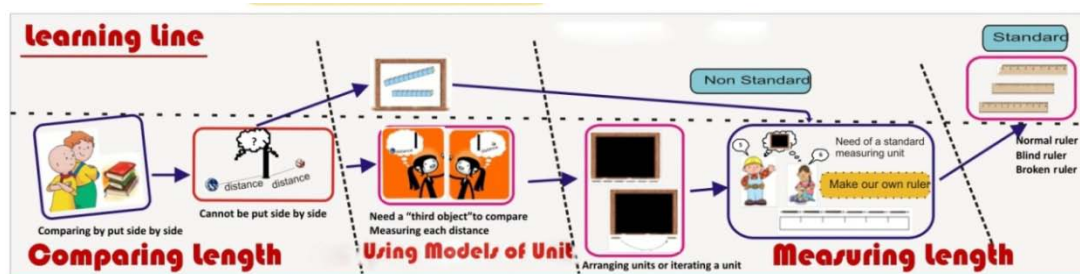 Learning Line
Standard
Non Standard
?
distance distance
Need of a standard
measuring unit
Make our own ruler
Normal ruler
Blind ruler
Broken ruler
Comparing by put side by side
Cannot be put side by side
Need a "third object"to compare
Measuring each distance
Arranging units or iterating a unit
Comparing Length
Using Models of Unit
Measuring Length